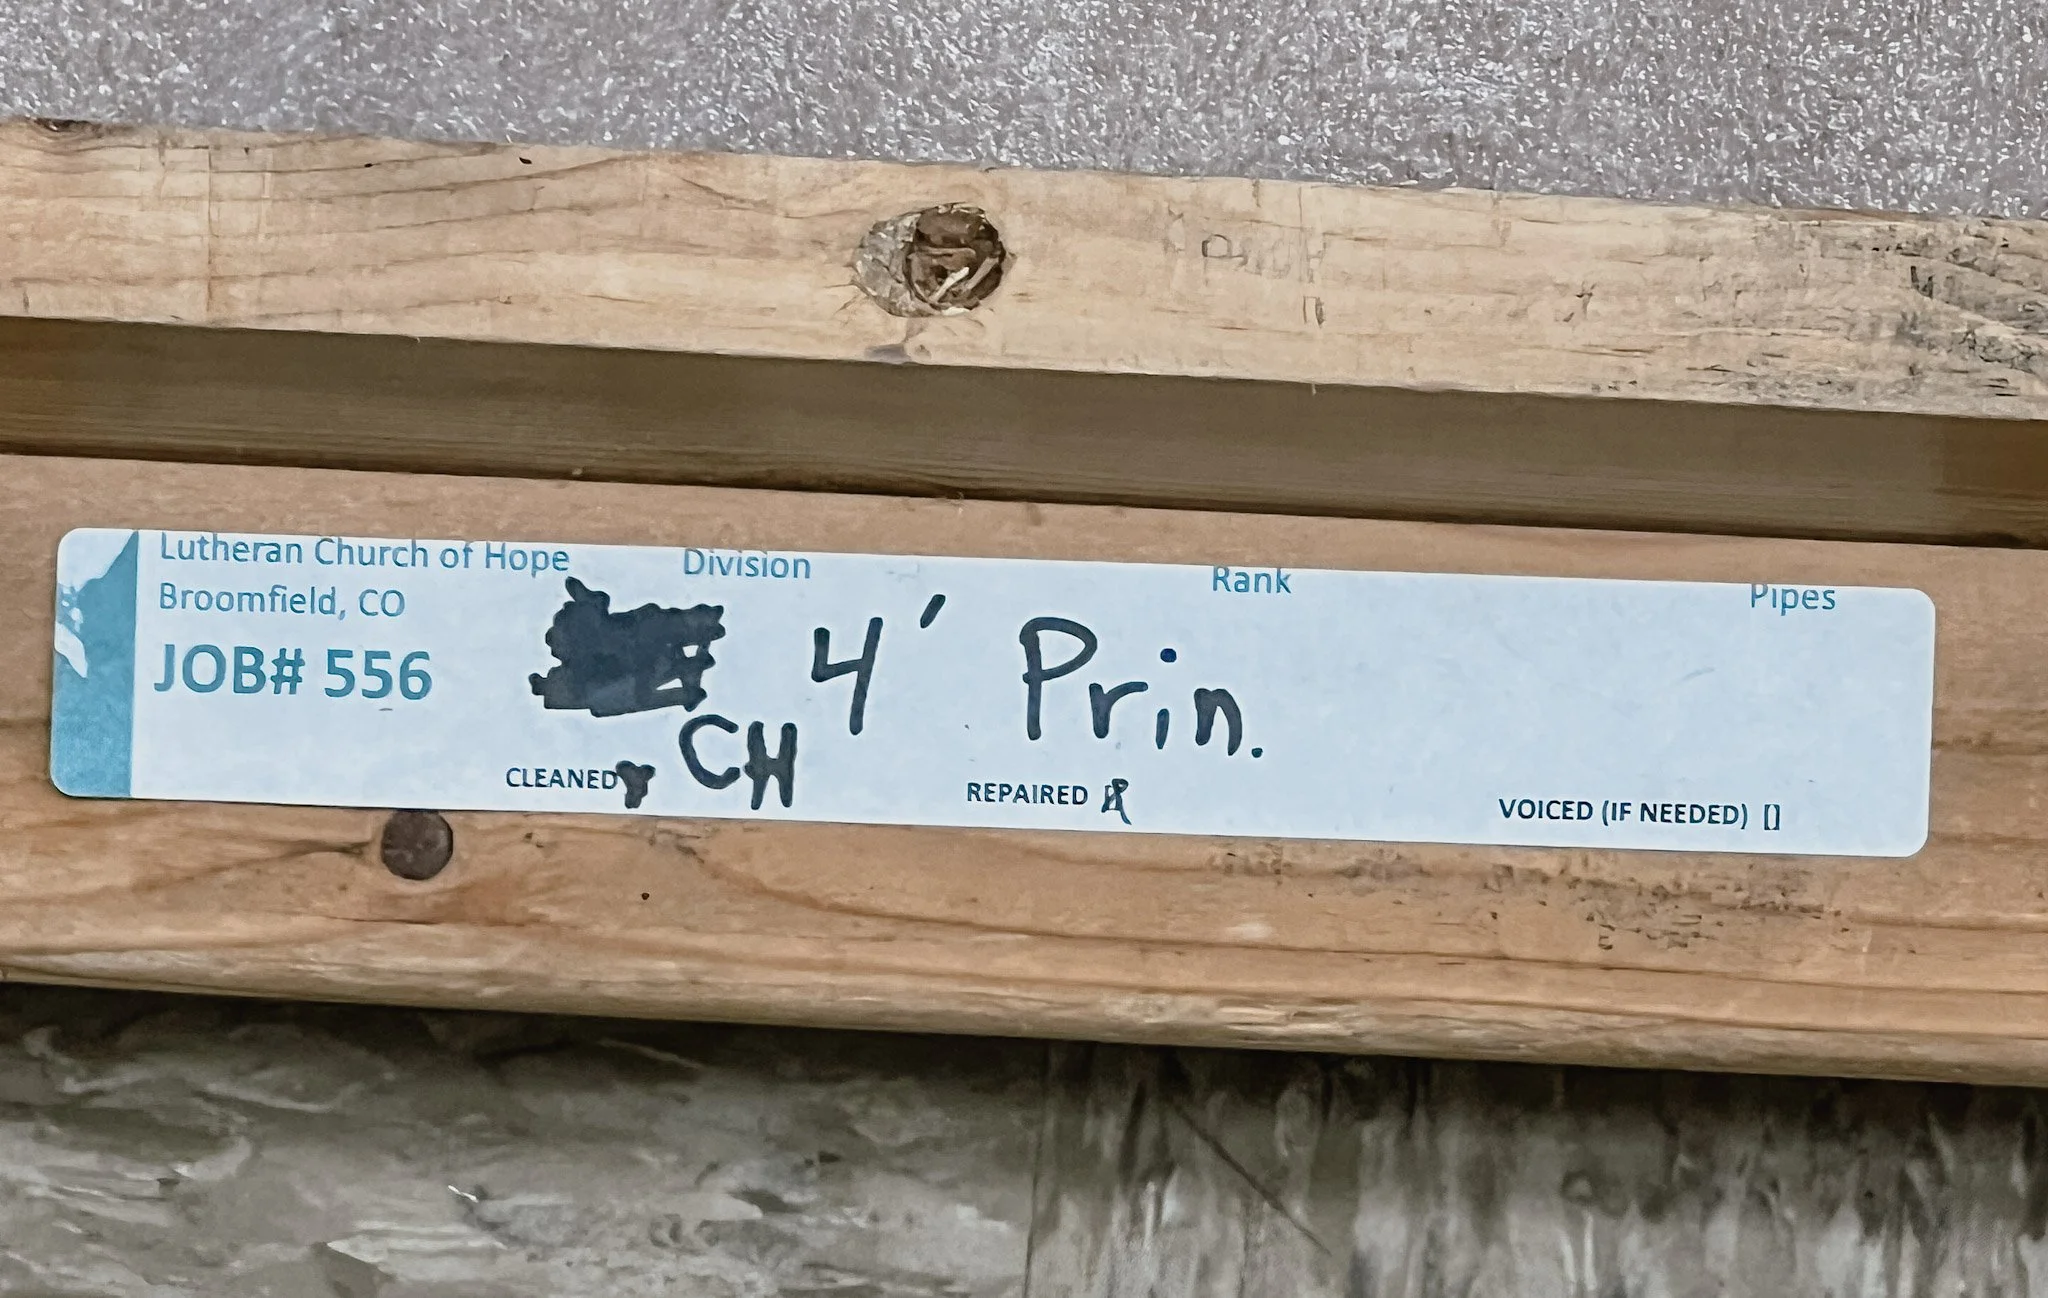 Lutheran Church of Hope Division Rank Pipes
Broomfield, CO
JOB# 556 4' Prin.
CH
CLEANED REPAIRED VOICED (IF NEEDED) []